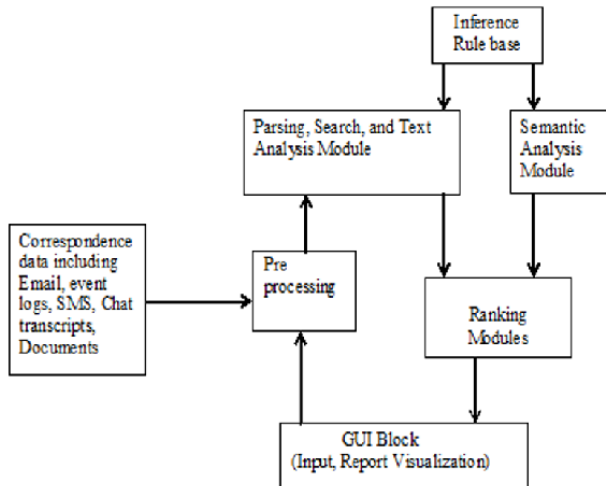 Inference
Rule base
Parsing, Search, and Text
Analysis Module
Semantic
Analysis
Module
Correspondence
data including
Email, event
logs, SMS, Chat
transcripts,
Documents
Pre
processing
Ranking
Modules
GUI Block
(Input, Report Visualization)